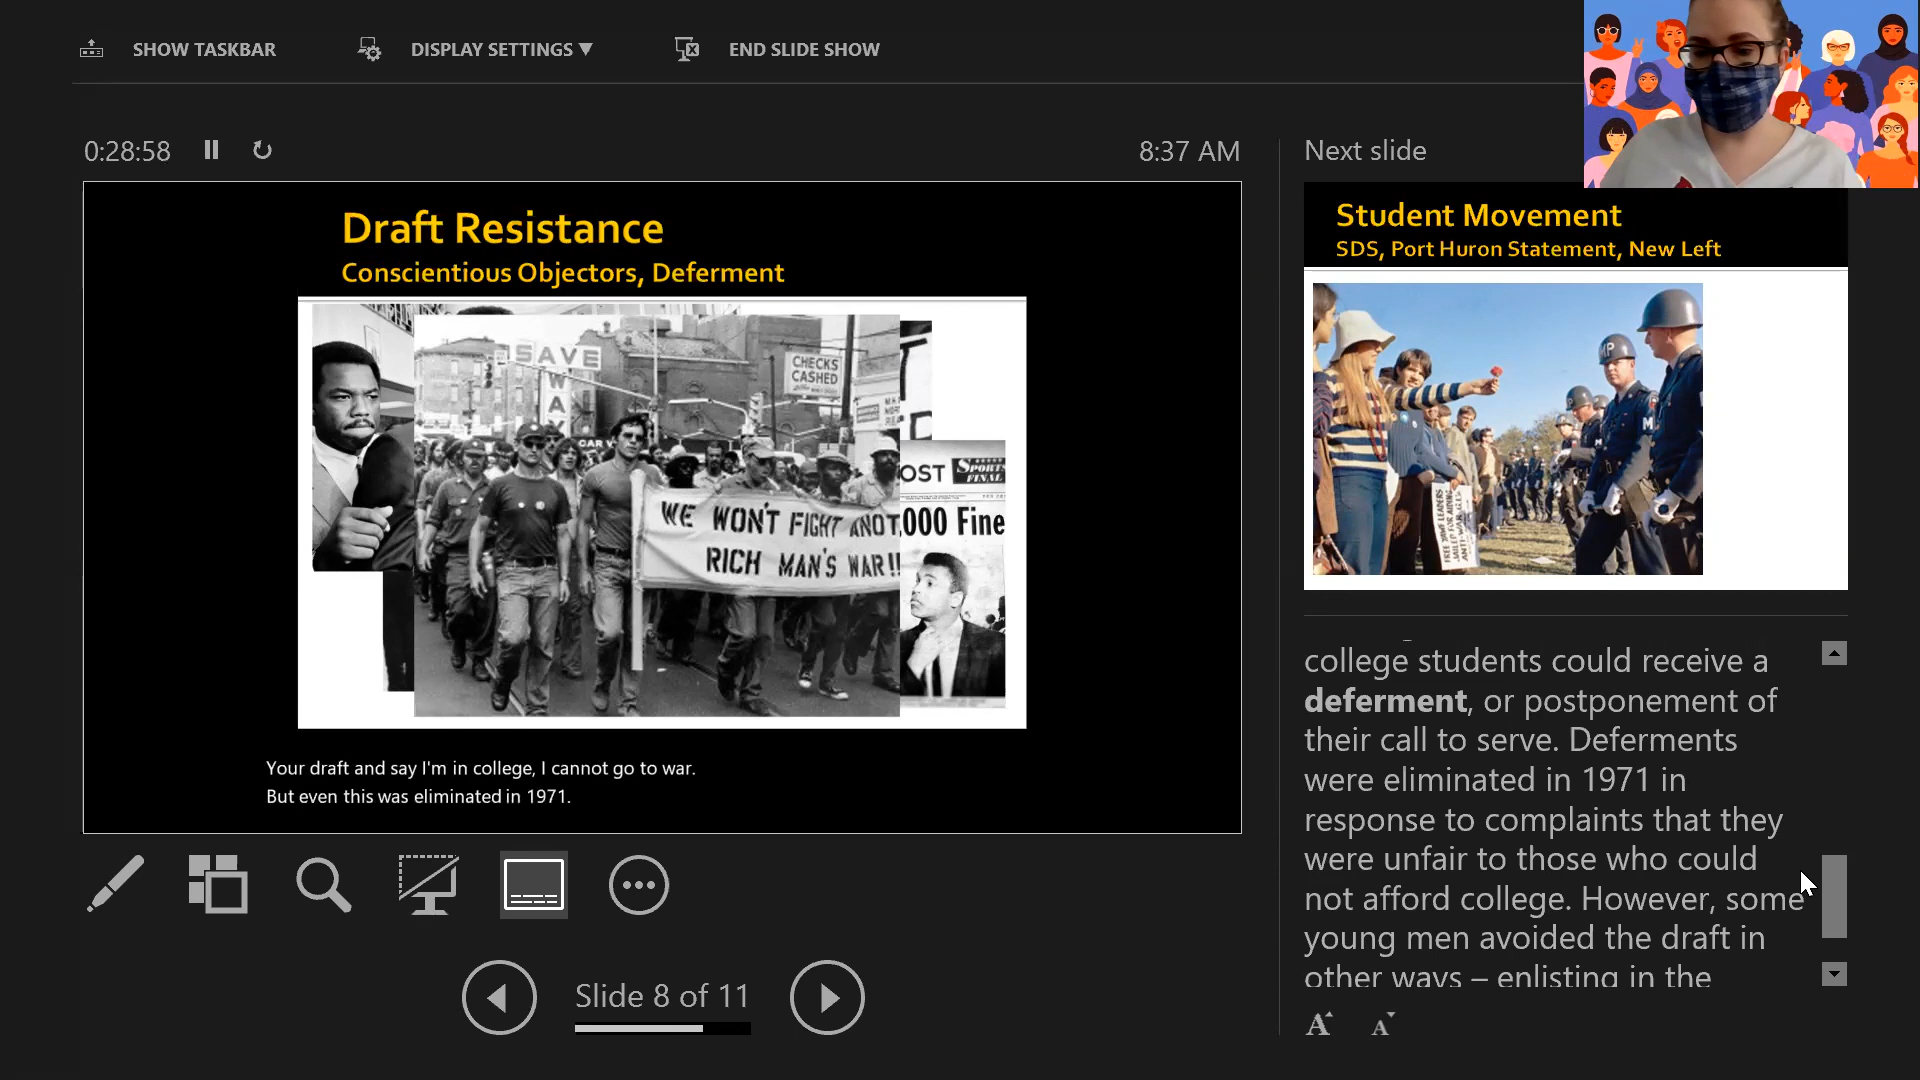 SHOW TASKBAR
DISPLAY SETTINGS ▼
END SLIDE SHOW
0:28:58
8:37 AM
Draft Resistance
Conscientious Objectors, Deferment
SAVE
WAY
CHECKS
CASHED
CAR
WE WON'T FIGHT ANOT
RICH MAN'S WAR!!
OST
SPORTS
FINAL
000 Fine
Your draft and say I'm in college, I cannot go to war.
But even this was eliminated in 1971.
Slide 8 of 11
Next slide
Student Movement
SDS, Port Huron Statement, New Left
MP
M
college students could receive a
deferment, or postponement of
their call to serve. Deferments
were eliminated in 1971 in
response to complaints that they
were unfair to those who could
not afford college. However, some
young men avoided the draft in
other ways – enlisting in the
A A